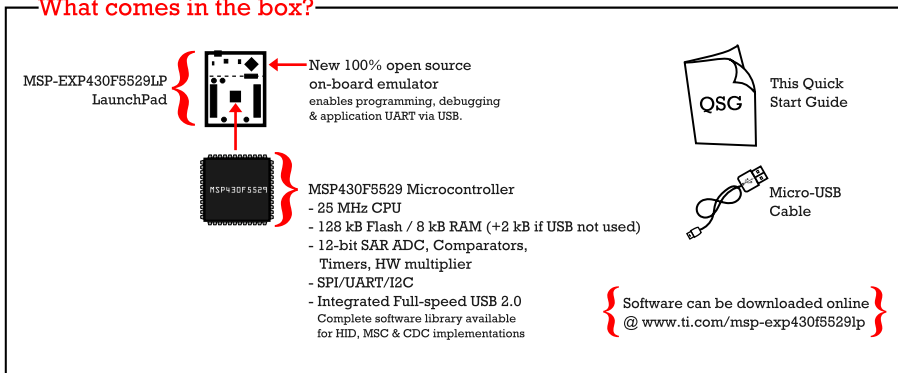 What comes in the box?
MSP-EXP430F5529LP
LaunchPad
New 100% open source
on-board emulator
enables programming, debugging
& application UART via USB.
MSP430F5529
MSP430F5529 Microcontroller
- 25 MHz CPU
- 128 kB Flash / 8 kB RAM (+2 kB if USB not used)
- 12-bit SAR ADC, Comparators,
Timers, HW multiplier
- SPI/UART/I2C
- Integrated Full-speed USB 2.0
Complete software library available
for HID, MSC & CDC implementations
QSG
This Quick
Start Guide
Micro-USB
Cable
Software can be downloaded online
@ www.ti.com/msp-exp430f5529lp